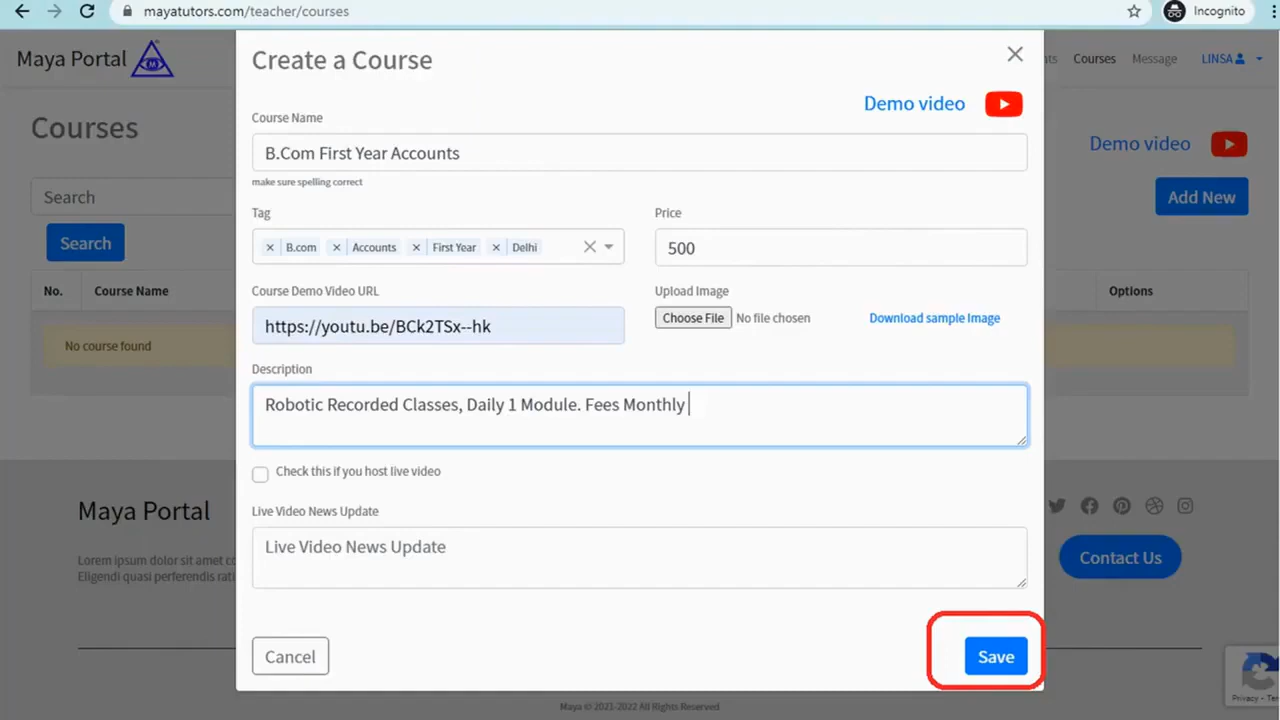 mayatutors.com/teacher/courses
Incognito
Maya Portal
Courses
Message
LINSA
Create a Course
Demo video
Course Name
B.Com First Year Accounts
make sure spelling correct
Courses
Demo video
Search
Add New
Search
Tag
Price
B.com
Accounts
First Year
Delhi
500
No.
Course Name
Options
Course Demo Video URL
Upload Image
https://youtu.be/BCk2TSx--hk
Choose File No file chosen
Download sample Image
No course found
Description
Robotic Recorded Classes, Daily 1 Module. Fees Monthly
Check this if you host live video
Live Video News Update
Live Video News Update
Maya Portal
Lorem ipsum dolor sit amet
Eligendi quasi perferendis
Contact Us
Cancel
Save
Maya © 2021-2022 All Rights Reserved
Privacy